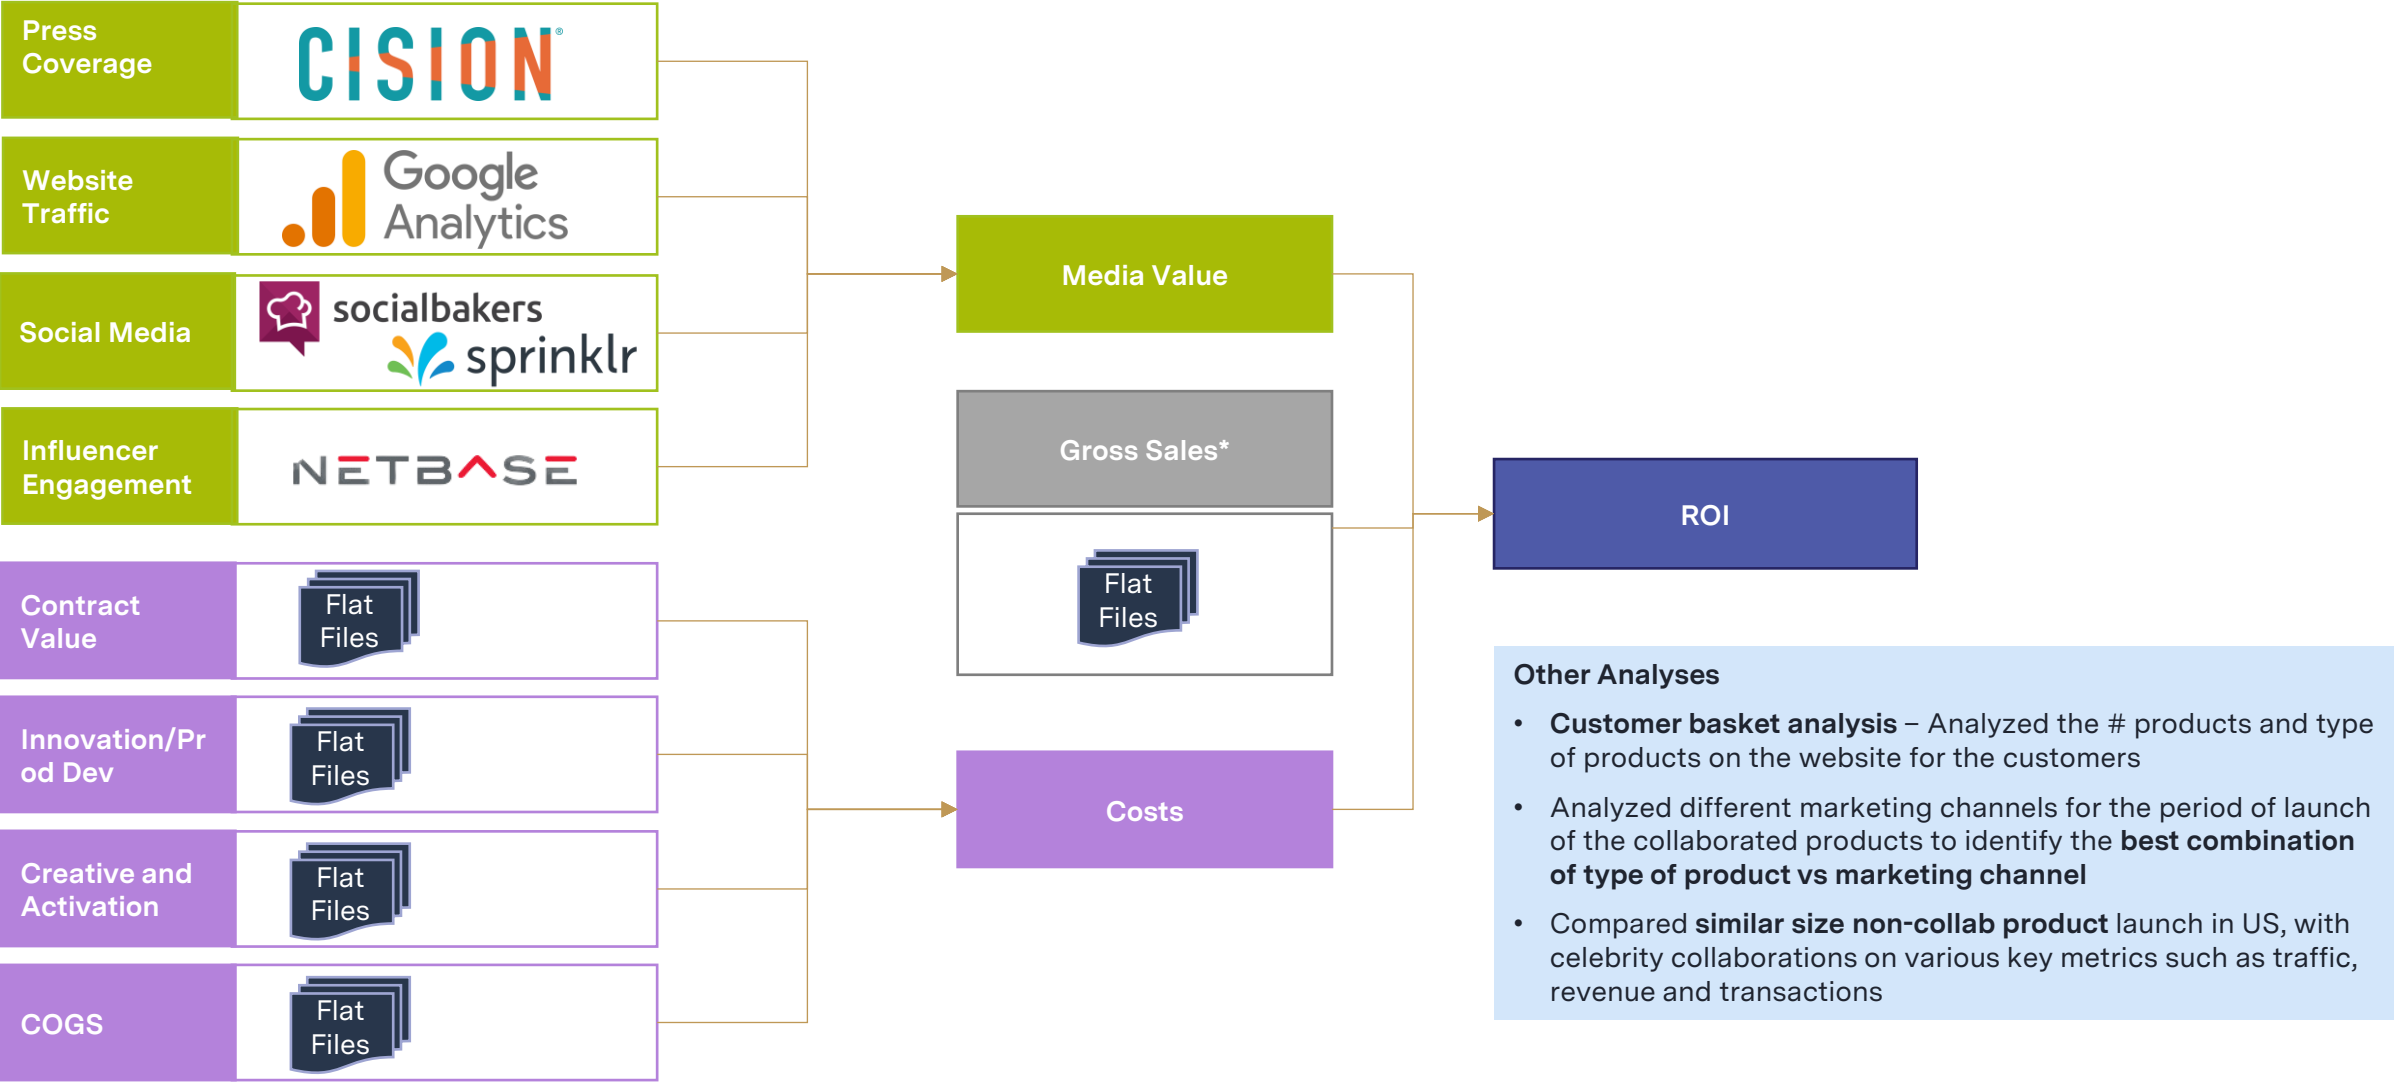 Press
Coverage
CISION®
Website
Traffic
Google
Analytics
Social Media
socialbakers
sprinklr
Influencer
Engagement
NETBASE
Contract
Value
Flat
Files
Innovation/Pr
od Dev
Flat
Files
Creative and
Activation
Flat
Files
COGS
Flat
Files
Media Value
Gross Sales*
Flat
Files
Costs
ROI
Other Analyses
• Customer basket analysis – Analyzed the # products and type
of products on the website for the customers
• Analyzed different marketing channels for the period of launch
of the collaborated products to identify the best combination
of type of product vs marketing channel
• Compared similar size non-collab product launch in US, with
celebrity collaborations on various key metrics such as traffic,
revenue and transactions